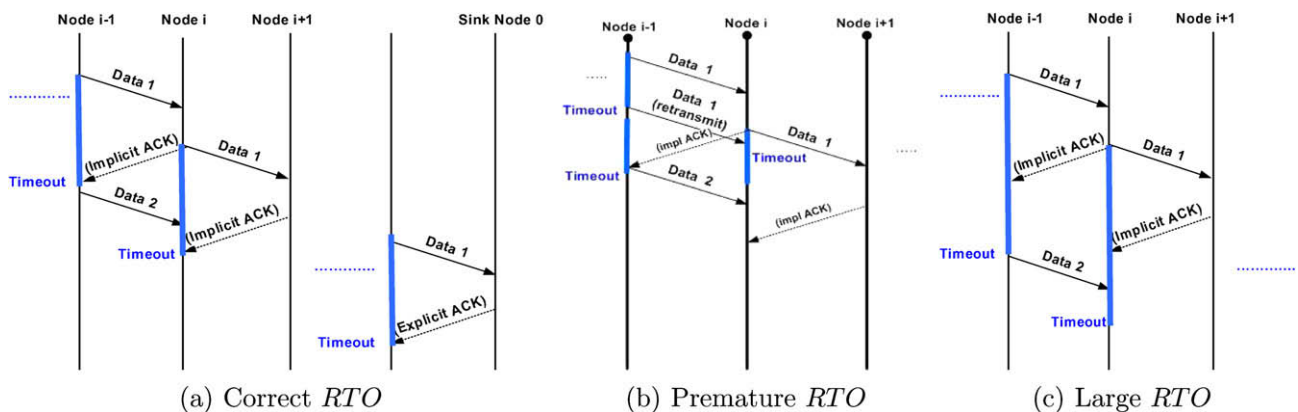 Node i-1 Node i Node i+1 Sink Node 0
Data 1
(Implicit ACK)
Data 1
Timeout
Data 2
(Implicit ACK)
Timeout
Data 1
(Explicit ACK)
Timeout
(a) Correct RTO
Node i-1 Node i Node i+1
Data 1
Timeout
Data 1
(retransmit)
(impl ACK)
Data 1
Timeout
Timeout
Data 2
(impl ACK)
(b) Premature RTO
Node i-1 Node i Node i+1
Data 1
(Implicit ACK)
Data 1
(Implicit ACK)
Timeout
Data 2
Timeout
(c) Large RTO